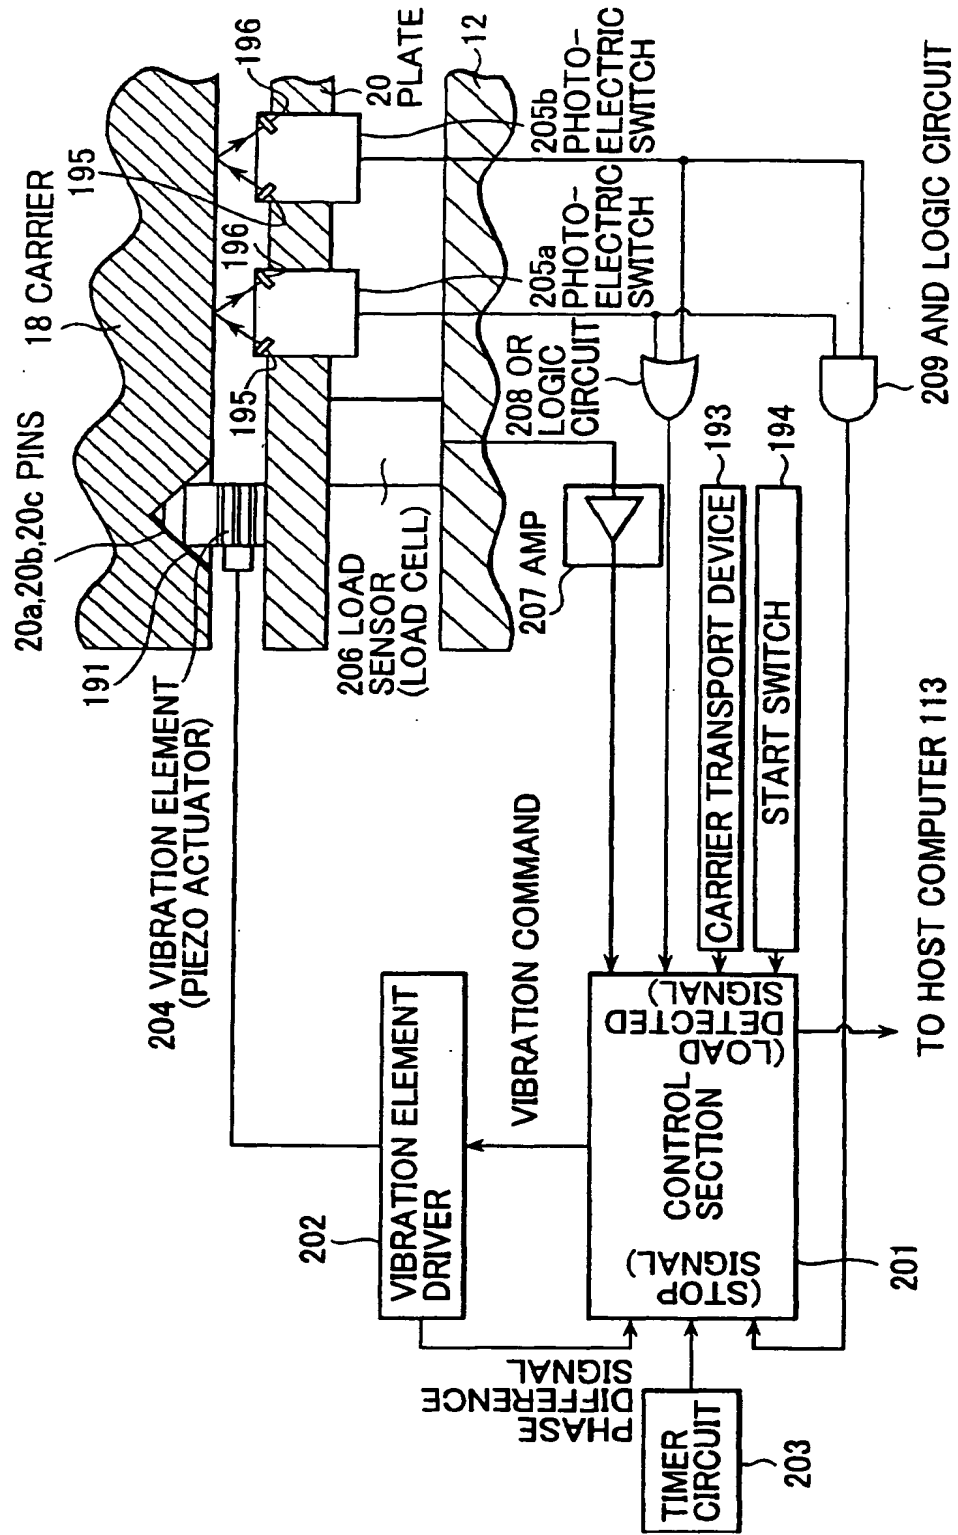 20a,20b,20c PINS
18 CARRIER
191
195
196
195
196
204 VIBRATION ELEMENT
(PIEZO ACTUATOR)
20
PLATE
206 LOAD
SENSOR
(LOAD CELL)
12
205a
PHOTO-
ELECTRIC
SWITCH
205b
PHOTO-
ELECTRIC
SWITCH
208 OR
LOGIC
CIRCUIT
207 AMP
202
VIBRATION ELEMENT
DRIVER
VIBRATION COMMAND
193
CARRIER TRANSPORT DEVICE
194
START SWITCH
209 AND LOGIC CIRCUIT
PHASE
DIFFERENCE
SIGNAL
(STOP
SIGNAL)
CONTROL
SECTION
(LOAD
DETECTED
SIGNAL)
201
TIMER
CIRCUIT
203
TO HOST COMPUTER 113